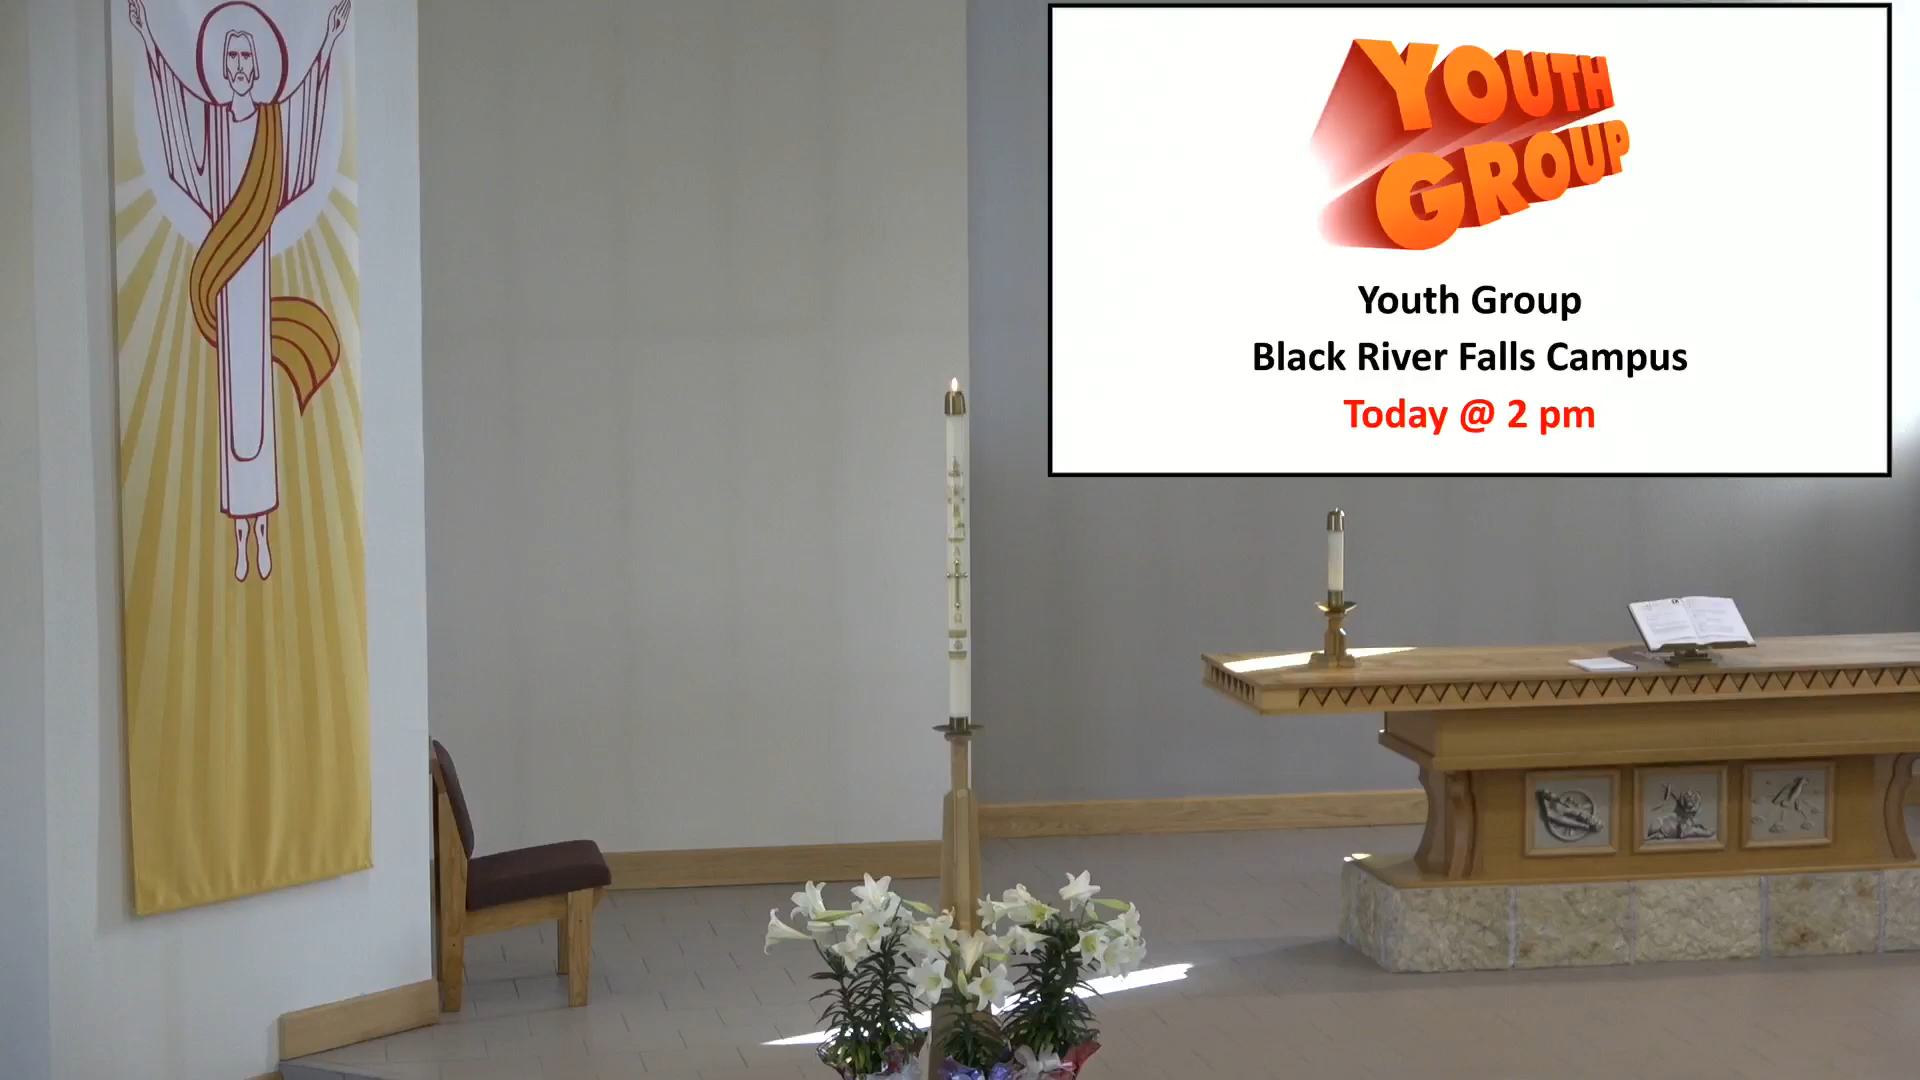 YOUTH
GROUP
Youth Group
Black River Falls Campus
Today @ 2 pm